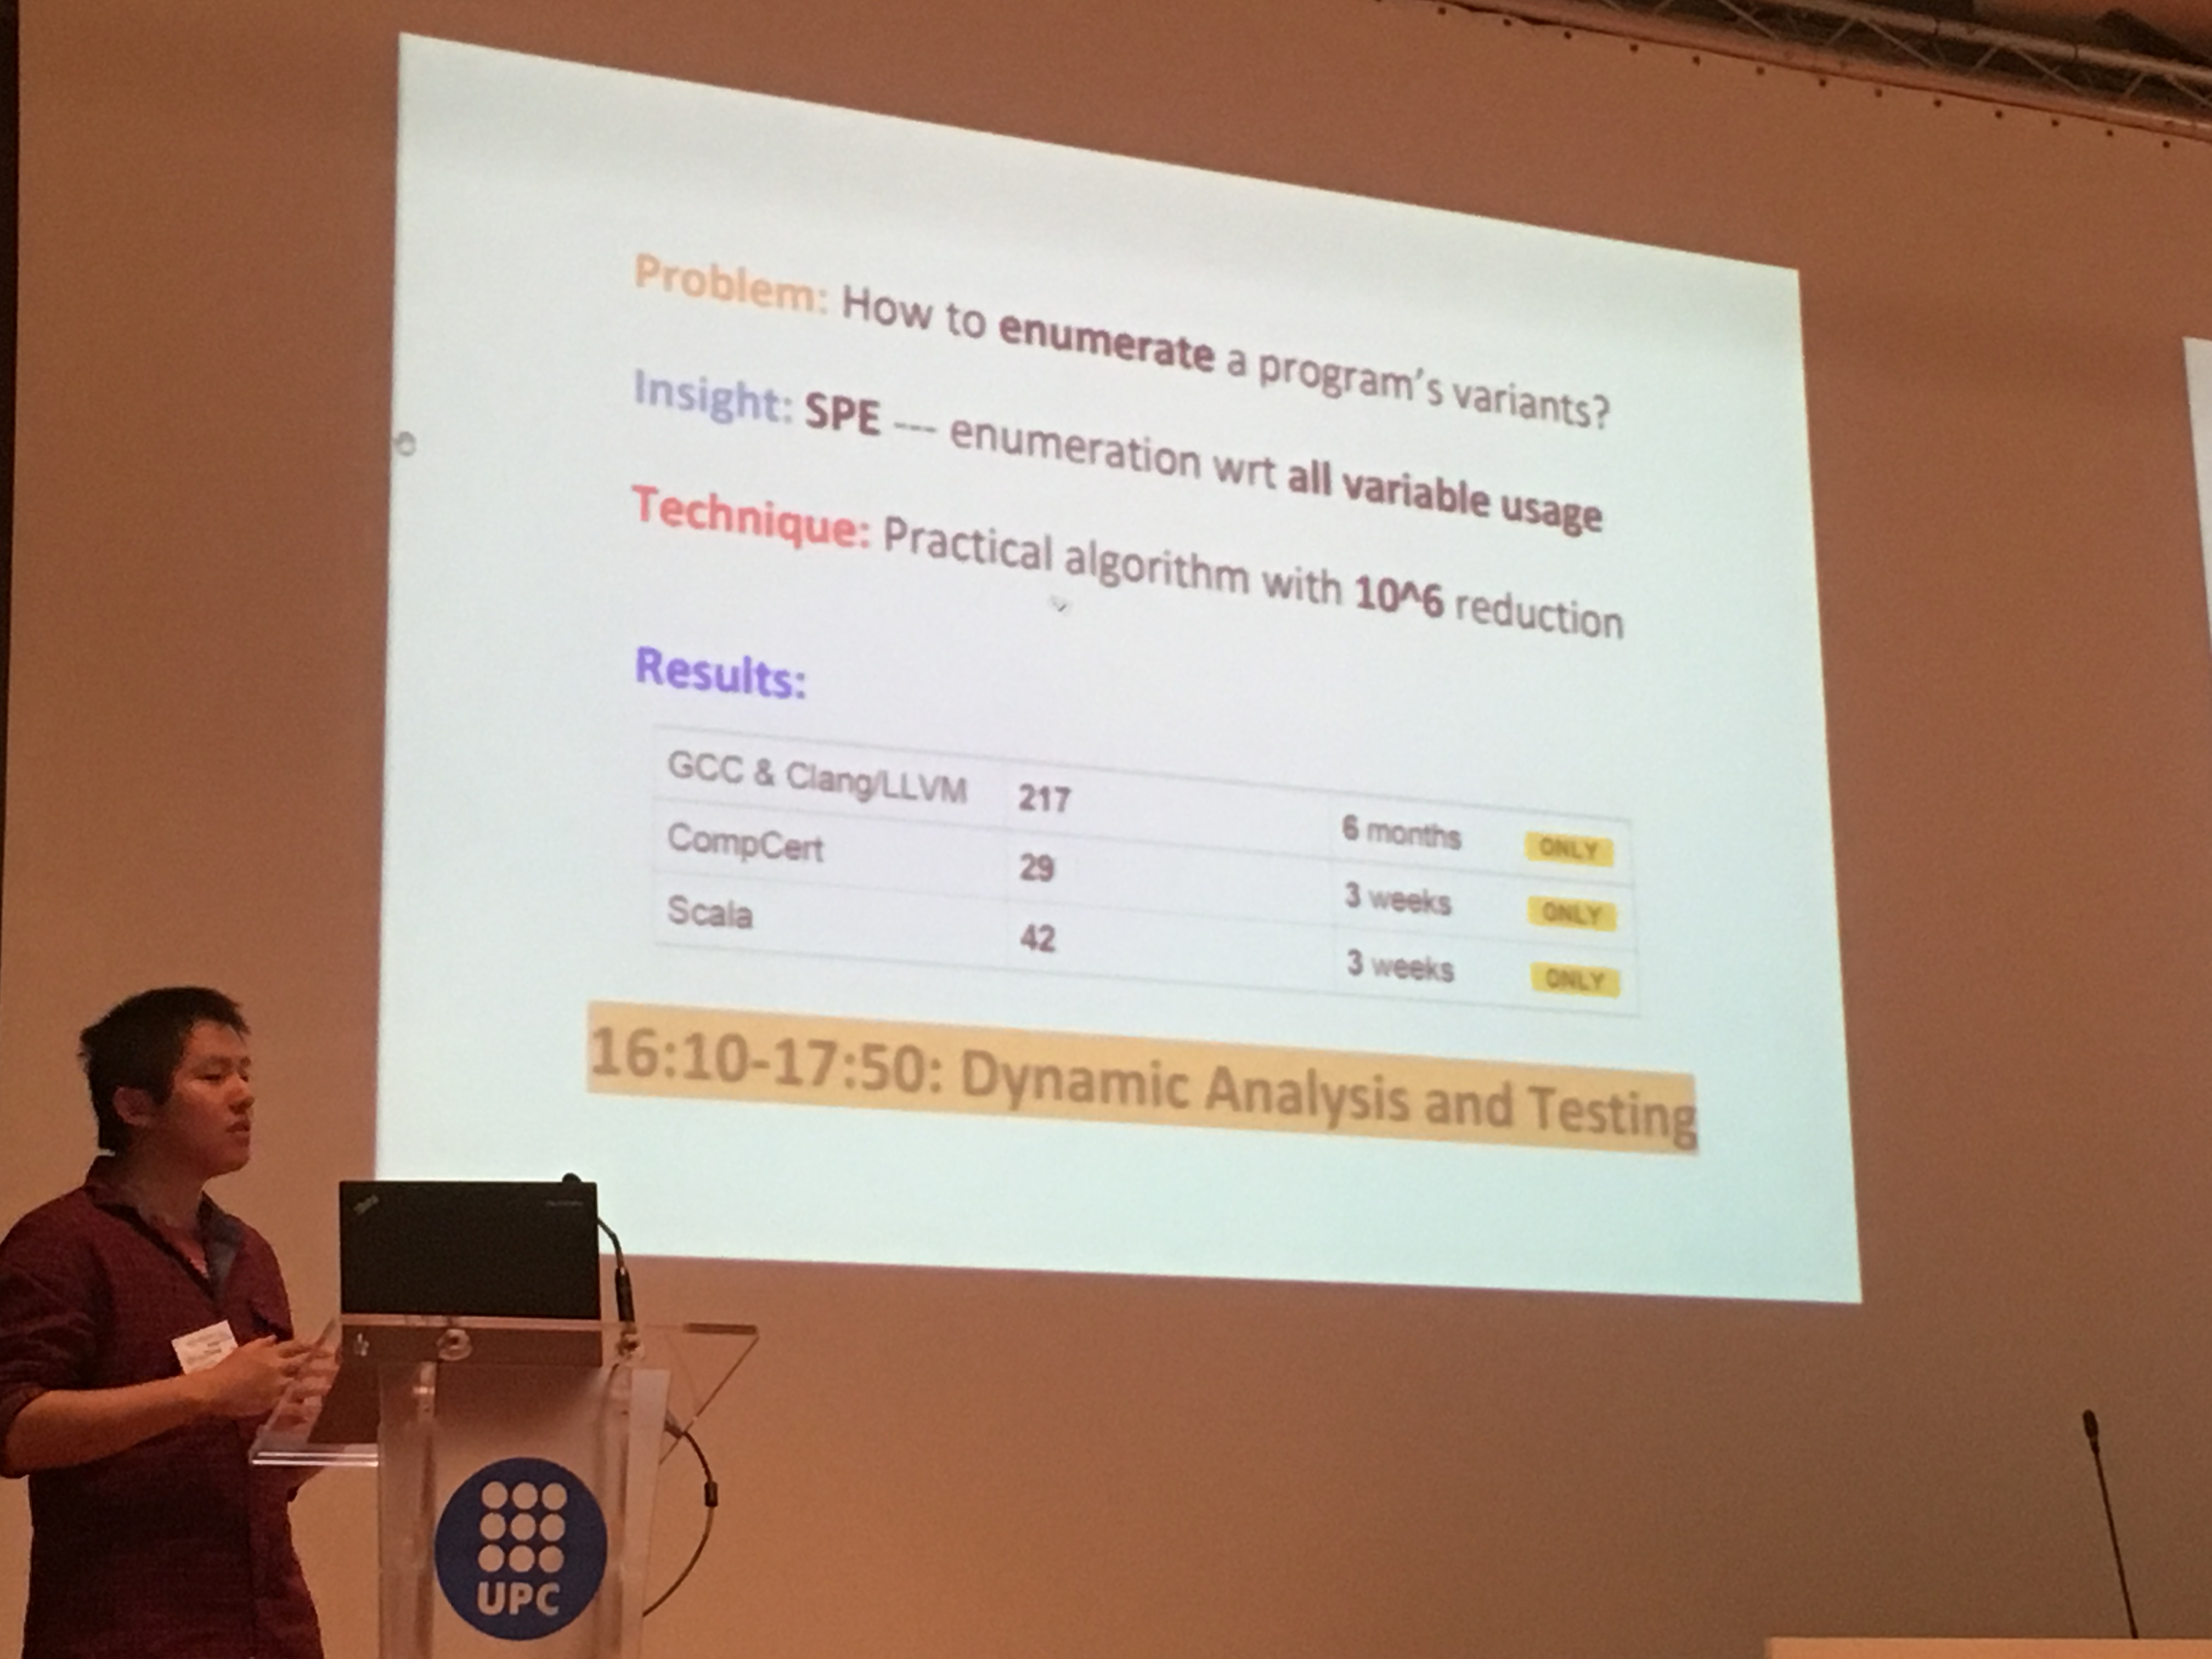 Problem: How to enumerate a program's variants?
Insight: SPE --- enumeration wrt all variable usage
Technique: Practical algorithm with 10^6 reduction
Results:
GCC & Clang/LLVM 217 6 months ONLY
CompCert 29 3 weeks ONLY
Scala 42 3 weeks ONLY
16:10-17:50: Dynamic Analysis and Testing
UPC